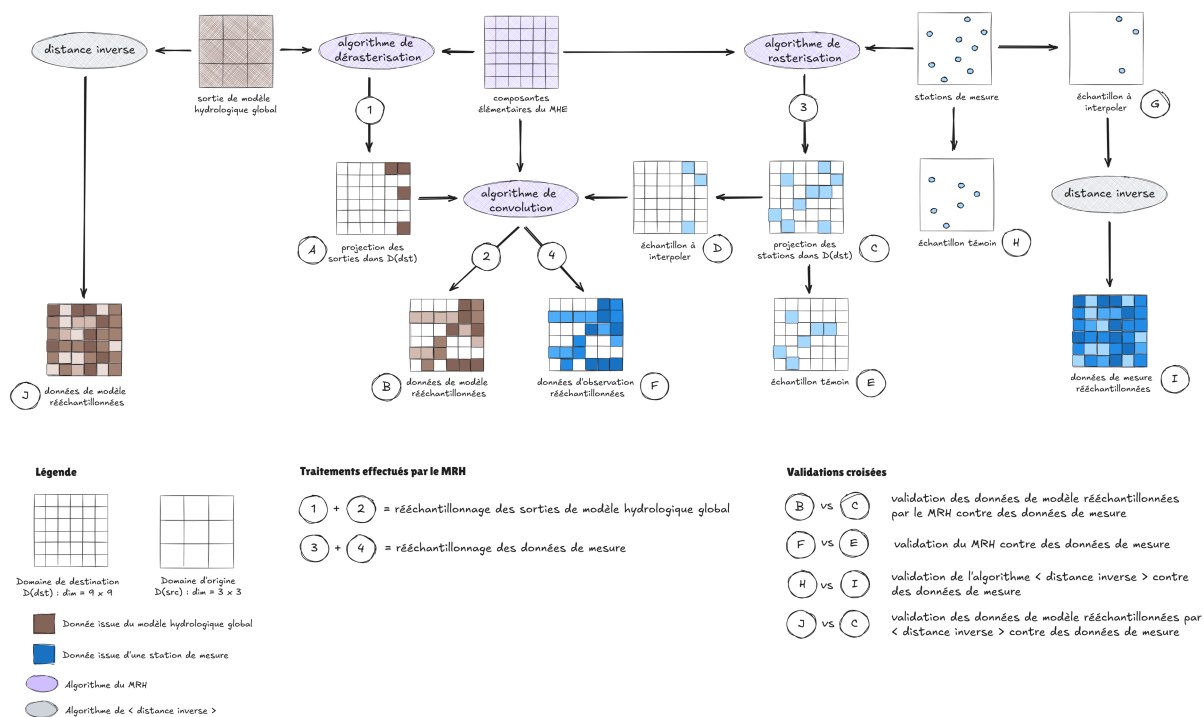 distance inverse
sortie de modèle
hydrologique global
algorithme de
dérasterisation
1
composantes
élémentaires du MHE
algorithme de
rasterisation
3
stations de mesure
échantillon à
interpoler
G
A
projection des
sorties dans D(dst)
algorithme de
convolution
échantillon à
interpoler
D
projection des
stations dans D(dst)
C
échantillon témoin
H
distance inverse
2
4
J
données de modèle
rééchantillonnées
B
données de modèle
rééchantillonnées
données d'observation
rééchantillonnées
F
échantillon témoin
E
données de mesure
rééchantillonnées
I
Légende
Domaine de destination
D(dst) : dim = 9 x 9
Domaine d'origine
D(src) : dim = 3 x 3
Donnée issue du modèle hydrologique global
Donnée issue d'une station de mesure
Algorithme du MRH
Algorithme de < distance inverse >
Traitements effectués par le MRH
1 + 2 = rééchantillonnage des sorties de modèle hydrologique global
3 + 4 = rééchantillonnage des données de mesure
Validations croisées
B vs C validation des données de modèle rééchantillonnées
par le MRH contre des données de mesure
F vs E validation du MRH contre des données de mesure
H vs I validation de l'algorithme < distance inverse > contre
des données de mesure
J vs C validation des données de modèle rééchantillonnées par
< distance inverse > contre des données de mesure